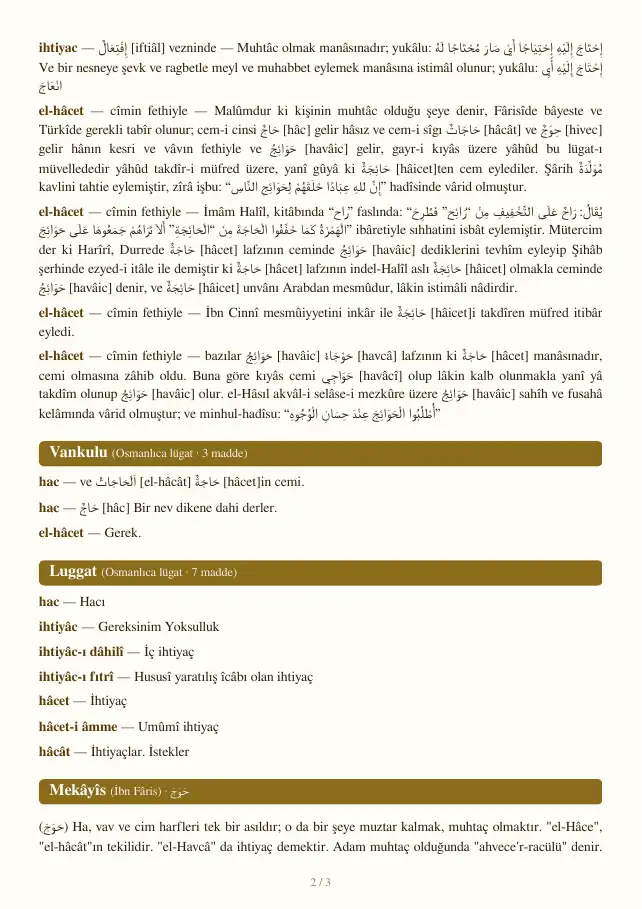 ihtiyac — إِفْتِعَالٌ [iftiâl] vezninde — Muhtâc olmak manâsınadır; yukâlu: إِحْتَاجَ إِلَيْهِ إِحْتِيَاجًا أَيْ صَارَ مُحْتَاجًا لَهُ
Ve bir nesneye şevk ve ragbetle meyl ve muhabbet eylemek manâsına istimâl olunur; yukâlu: إِحْتَاجَ إِلَيْهِ أَيِ
انْعَاجَ
el-hâcet — cîmin fethiyle — Malûmdur ki kişinin muhtâc olduğu şeye denir, Fârisîde bâyeste ve
Türkîde gerekli tabîr olunur; cem-i cinsi حَاجٌ [hâc] gelir hâsız ve cem-i sîgı حَاجَاتٌ [hâcât] ve حِوَجٌ [hivec]
gelir hânın kesri ve vâvın fethiyle ve حَوَائِجُ [havâic] gelir, gayr-i kıyâs üzere yâhûd bu lügat-ı
müvellededir yâhûd takdîr-i müfred üzere, yanî gûyâ ki حَائِجَةٌ [hâicet]ten cem eylediler. Şârih مُوَلَّدَةٌ
kavlini tahtie eylemiştir, zîrâ işbu: “إِنَّ للهِ عِبَادًا خَلَقَهُمْ لِحَوَائِجِ النَّاسِ” hadîsinde vârid olmuştur.
el-hâcet — cîmin fethiyle — İmâm Halîl, kitâbında “راح” faslında: يُقَالُ: رَاحٌ عَلَى التَّخْفِيفِ مِنْ “رَائِحٍ” فَطُرِحَ
الْهَمْزَةُ كَمَا خَفَّفُوا الْحَاجَةَ مِنَ “الْحَائِجَةِ” أَلاَ تَرَاهُمْ جَمَعُوهَا عَلَى حَوَائِجَ” ibâretiyle sıhhatini isbât eylemiştir. Mütercim
der ki Harîrî, Durrede حَاجَةٌ [hâcet] lafzının ceminde حَوَائِجُ [havâic] dediklerini tevhîm eyleyip Şihâb
şerhinde ezyed-i itâle ile demiştir ki حَاجَةٌ [hâcet] lafzının indel-Halîl aslı حَائِجَةٌ [hâicet] olmakla ceminde
حَوَائِجُ [havâic] denir, ve حَائِجَةٌ [hâicet] unvânı Arabdan mesmûdur, lâkin istimâli nâdirdir.
el-hâcet — cîmin fethiyle — İbn Cinnî mesmûiyyetini inkâr ile حَائِجَةٌ [hâicet]i takdîren müfred itibâr
eyledi.
el-hâcet — cîmin fethiyle — bazılar حَوَائِجُ [havâic] حَوْجَاءُ [havcâ] lafzının ki حَاجَةٌ [hâcet] manâsınadır,
cemi olmasına zâhib oldu. Buna göre kıyâs cemi حَوَاجِي [havâcî] olup lâkin kalb olunmakla yanî yâ
takdîm olunup حَوَائِجُ [havâic] olur. el-Hâsıl akvâl-i selâse-i mezkûre üzere حَوَائِجُ [havâic] sahîh ve fusahâ
kelâmında vârid olmuştur; ve minhul-hadîsu: “أُطْلُبُوا الْحَوَائِجَ عِنْدَ حِسَانِ الْوُجُوهِ”
Vankulu (Osmanlıca lügat · 3 madde)
hac — ve اَلْحَاجَاتُ [el-hâcât] حَاجَةٌ [hâcet]in cemi.
hac — حَاجٌ [hâc] Bir nev dikene dahi derler.
el-hâcet — Gerek.
Luggat (Osmanlıca lügat · 7 madde)
hac — Hacı
ihtiyâc — Gereksinim Yoksulluk
ihtiyâc-ı dâhilî — İç ihtiyaç
ihtiyâc-ı fıtrî — Hususî yaratılış îcâbı olan ihtiyaç
hâcet — İhtiyaç
hâcet-i âmme — Umûmî ihtiyaç
hâcât — İhtiyaçlar. İstekler
Mekâyîs (İbn Fâris) · حَوَجَ
(حَوَجَ) Ha, vav ve cim harfleri tek bir asıldır; o da bir şeye muztar kalmak, muhtaç olmaktır. "el-Hâce",
"el-hâcât"ın tekilidir. "el-Havcâ" da ihtiyaç demektir. Adam muhtaç olduğunda "ahvece'r-racülü" denir.
2 / 3